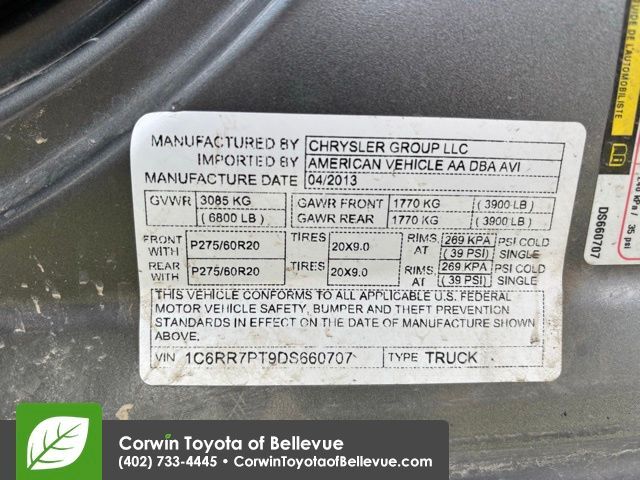 MANUFACTURED BY CHRYSLER GROUP LLC
IMPORTED BY AMERICAN VEHICLE AA DBA AVI
MANUFACTURE DATE 04/2013
GVWR 3085 KG GAWR FRONT 1770 KG ( 3900 LB )
( 6800 LB ) GAWR REAR 1770 KG ( 3900 LB )
FRONT WITH P275/60R20 TIRES 20X9.0 RIMS, AT 269 KPA ( 39 PSI) PSI COLD SINGLE
REAR WITH P275/60R20 TIRES 20X9.0 RIMS, AT 269 KPA ( 39 PSI) PSI COLD SINGLE
THIS VEHICLE CONFORMS TO ALL APPLICABLE U.S. FEDERAL
MOTOR VEHICLE SAFETY, BUMPER AND THEFT PREVENTION
STANDARDS IN EFFECT ON THE DATE OF MANUFACTURE SHOWN
ABOVE.
VIN 1C6RR7PT9DS660707 TYPE TRUCK
DE L'AUTOMOBILISTE
35 psi
DS660707
Corwin Toyota of Bellevue
(402) 733-4445 • CorwinToyotaofBellevue.com